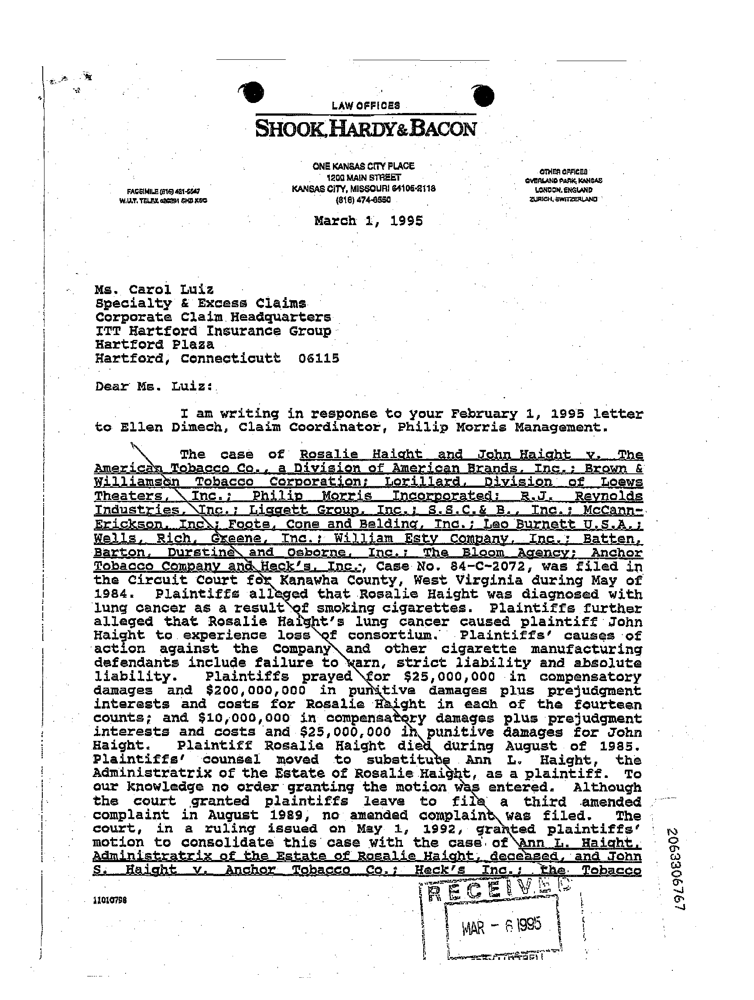 LAW OFFICES
SHOOK, HARDY & BACON
ONE KANSAS CITY PLACE
1200 MAIN STREET
KANSAS CITY, MISSOURI 64105-2118
(816) 474-6550
FACSIMILE (816) 421-5547
OTHER OFFICES
OVERLAND PARK, KANSAS
LONDON, ENGLAND
ZURICH, SWITZERLAND
March 1, 1995
Ms. Carol Luiz
Specialty & Excess Claims
Corporate Claim Headquarters
ITT Hartford Insurance Group
Hartford Plaza
Hartford, Connecticutt 06115
Dear Ms. Luiz:
I am writing in response to your February 1, 1995 letter
to Ellen Dimech, Claim Coordinator, Philip Morris Management.
The case of Rosalie Haight and John Haight v. The
American Tobacco Co., a Division of American Brands, Inc.; Brown &
Williamson Tobacco Corporation; Lorillard, Division of Loews
Theaters, Inc.; Philip Morris Incorporated; R.J. Reynolds
Industries, Inc.; Liggett Group, Inc.; S.S.C.& B., Inc.; McCann-
Erickson, Inc.; Foote, Cone and Belding, Inc.; Leo Burnett U.S.A.;
Wells, Rich, Greene, Inc.; William Esty Company, Inc.; Batten,
Barton, Durstine and Osborne, Inc.; The Bloom Agency; Anchor
Tobacco Company and Heck's, Inc., Case No. 84-C-2072, was filed in
the Circuit Court for Kanawha County, West Virginia during May of
1984. Plaintiffs alleged that Rosalie Haight was diagnosed with
lung cancer as a result of smoking cigarettes. Plaintiffs further
alleged that Rosalie Haight's lung cancer caused plaintiff John
Haight to experience loss of consortium. Plaintiffs' causes of
action against the Company and other cigarette manufacturing
defendants include failure to warn, strict liability and absolute
liability. Plaintiffs prayed for $25,000,000 in compensatory
damages and $200,000,000 in punitive damages plus prejudgment
interests and costs for Rosalie Haight in each of the fourteen
counts; and $10,000,000 in compensatory damages plus prejudgment
interests and costs and $25,000,000 in punitive damages for John
Haight. Plaintiff Rosalie Haight died during August of 1985.
Plaintiffs' counsel moved to substitute Ann L. Haight, the
Administratrix of the Estate of Rosalie Haight, as a plaintiff. To
our knowledge no order granting the motion was entered. Although
the court granted plaintiffs leave to file a third amended
complaint in August 1989, no amended complaint was filed. The
court, in a ruling issued on May 1, 1992, granted plaintiffs'
motion to consolidate this case with the case of Ann L. Haight,
Administratrix of the Estate of Rosalie Haight, deceased, and John
S. Haight v. Anchor Tobacco Co.; Heck's Inc.; the Tobacco
11010798
RECEIVED
MAR - 6 1995
2063306767